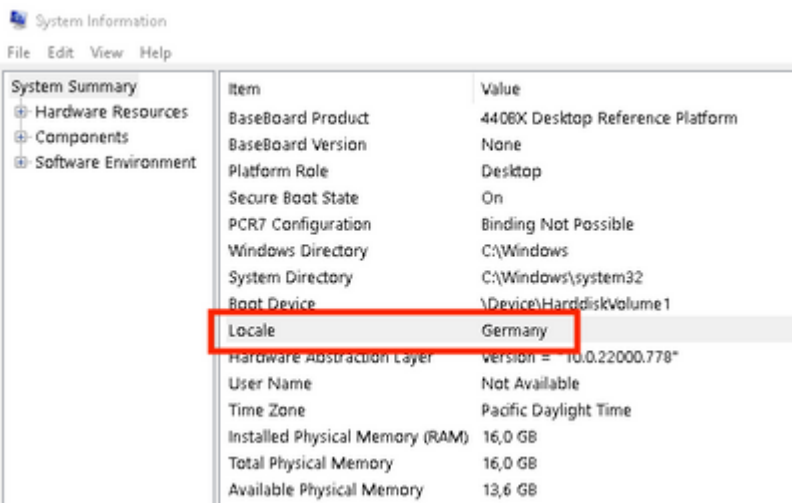 System Information
File Edit View Help
System Summary
Hardware Resources
Components
Software Environment
Item Value
BaseBoard Product 440BX Desktop Reference Platform
BaseBoard Version None
Platform Role Desktop
Secure Boot State On
PCR7 Configuration Binding Not Possible
Windows Directory C:\Windows
System Directory C:\Windows\system32
Boot Device \Device\HarddiskVolume1
Locale Germany
Hardware Abstraction Layer Version = "10.0.22000.778"
User Name Not Available
Time Zone Pacific Daylight Time
Installed Physical Memory (RAM) 16,0 GB
Total Physical Memory 16,0 GB
Available Physical Memory 13,6 GB